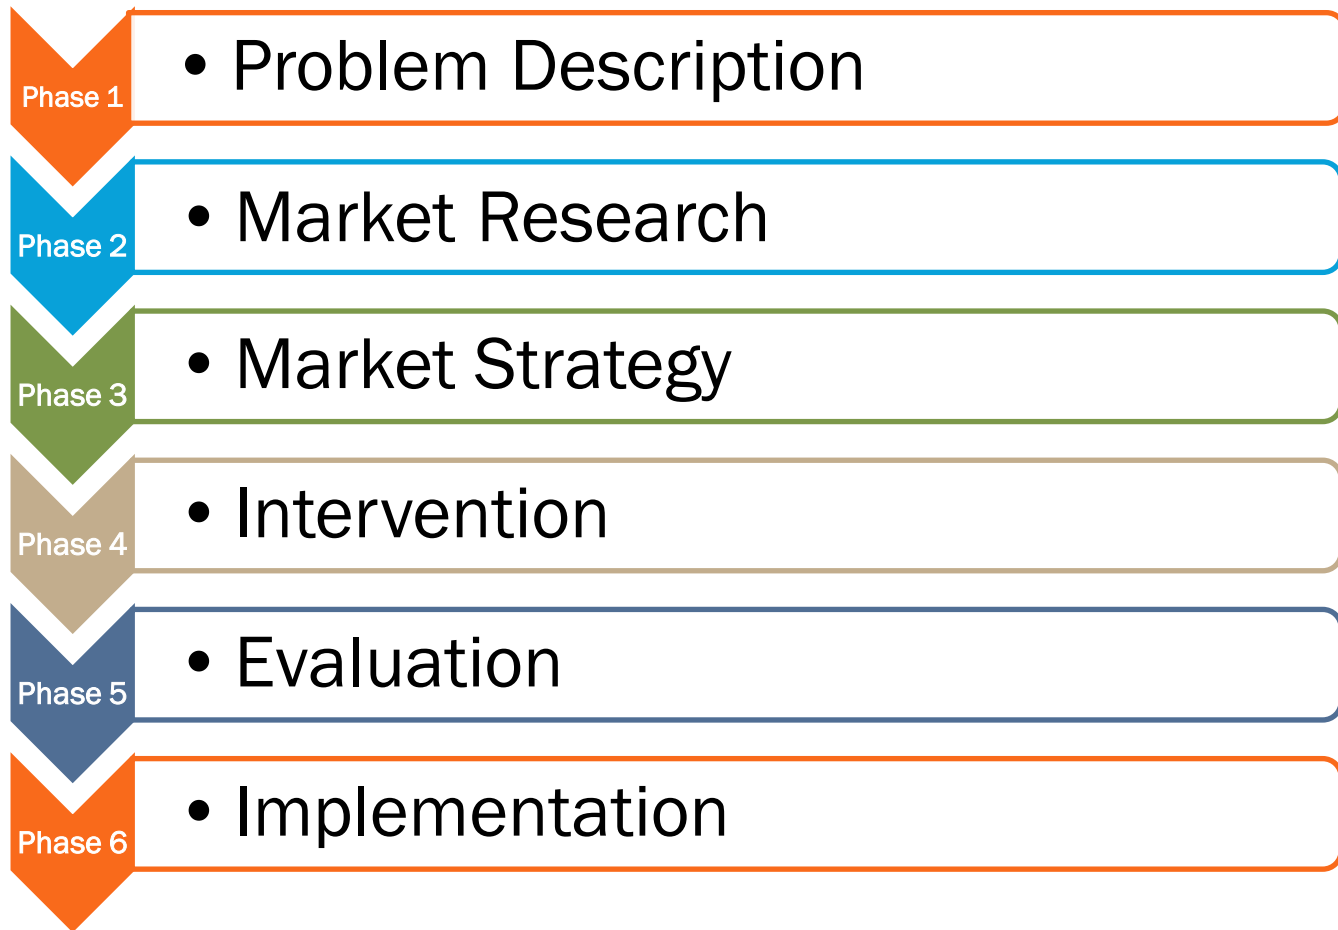 Phase 1
• Problem Description
Phase 2
• Market Research
Phase 3
• Market Strategy
Phase 4
• Intervention
Phase 5
• Evaluation
Phase 6
• Implementation